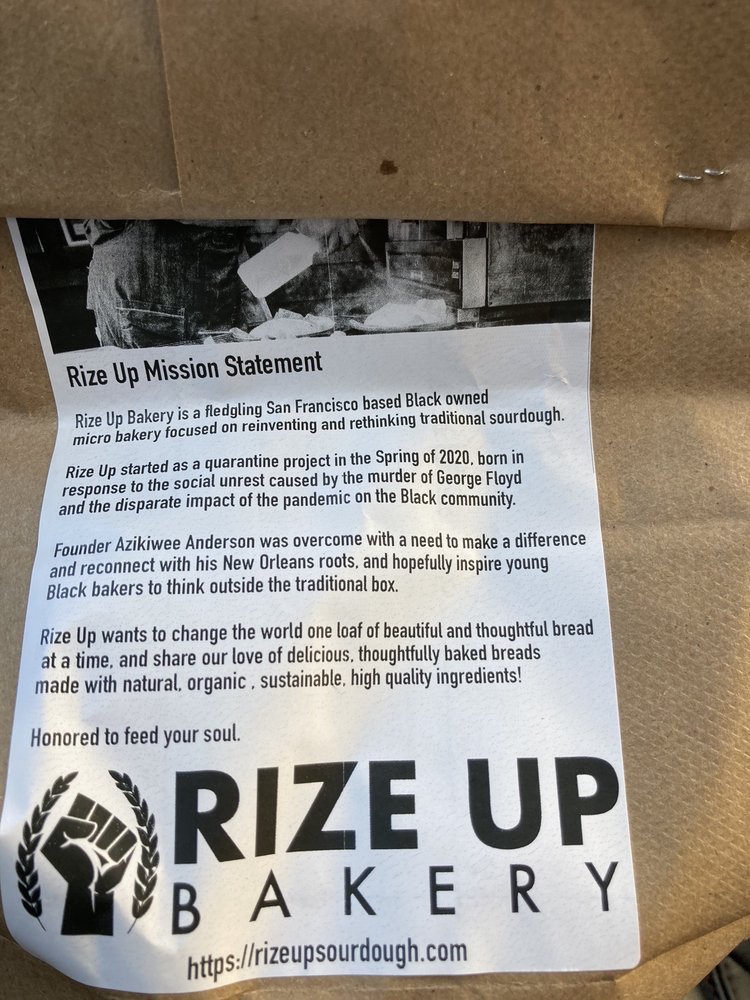 Rize Up Mission Statement
Rize Up Bakery is a fledgling San Francisco based Black owned
micro bakery focused on reinventing and rethinking traditional sourdough.
Rize Up started as a quarantine project in the Spring of 2020, born in
response to the social unrest caused by the murder of George Floyd
and the disparate impact of the pandemic on the Black community.
Founder Azikiwee Anderson was overcome with a need to make a difference
and reconnect with his New Orleans roots, and hopefully inspire young
Black bakers to think outside the traditional box.
Rize Up wants to change the world one loaf of beautiful and thoughtful bread
at a time, and share our love of delicious, thoughtfully baked breads
made with natural, organic , sustainable, high quality ingredients!
Honored to feed your soul.
RIZE UP
BAKERY
https://rizeupsourdough.com